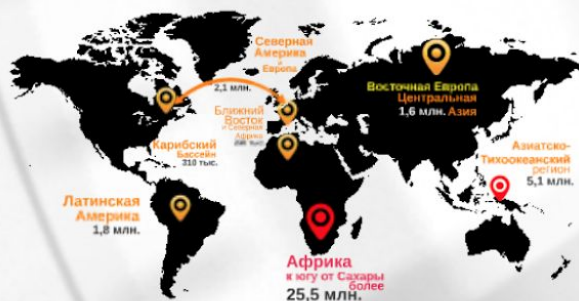 Северная
Америка
и
Европа
2,1 млн.
Восточная Европа
Центральная
1,6 млн. Азия
Ближний
Восток
и Северная
Африка
тыс.
Карибский
Бассейн
310 тыс.
Азиатско-
Тихоокеанский
регион
5,1 млн.
Латинская
Америка
1,8 млн.
Африка
к югу от Сахары
более
25,5 млн.